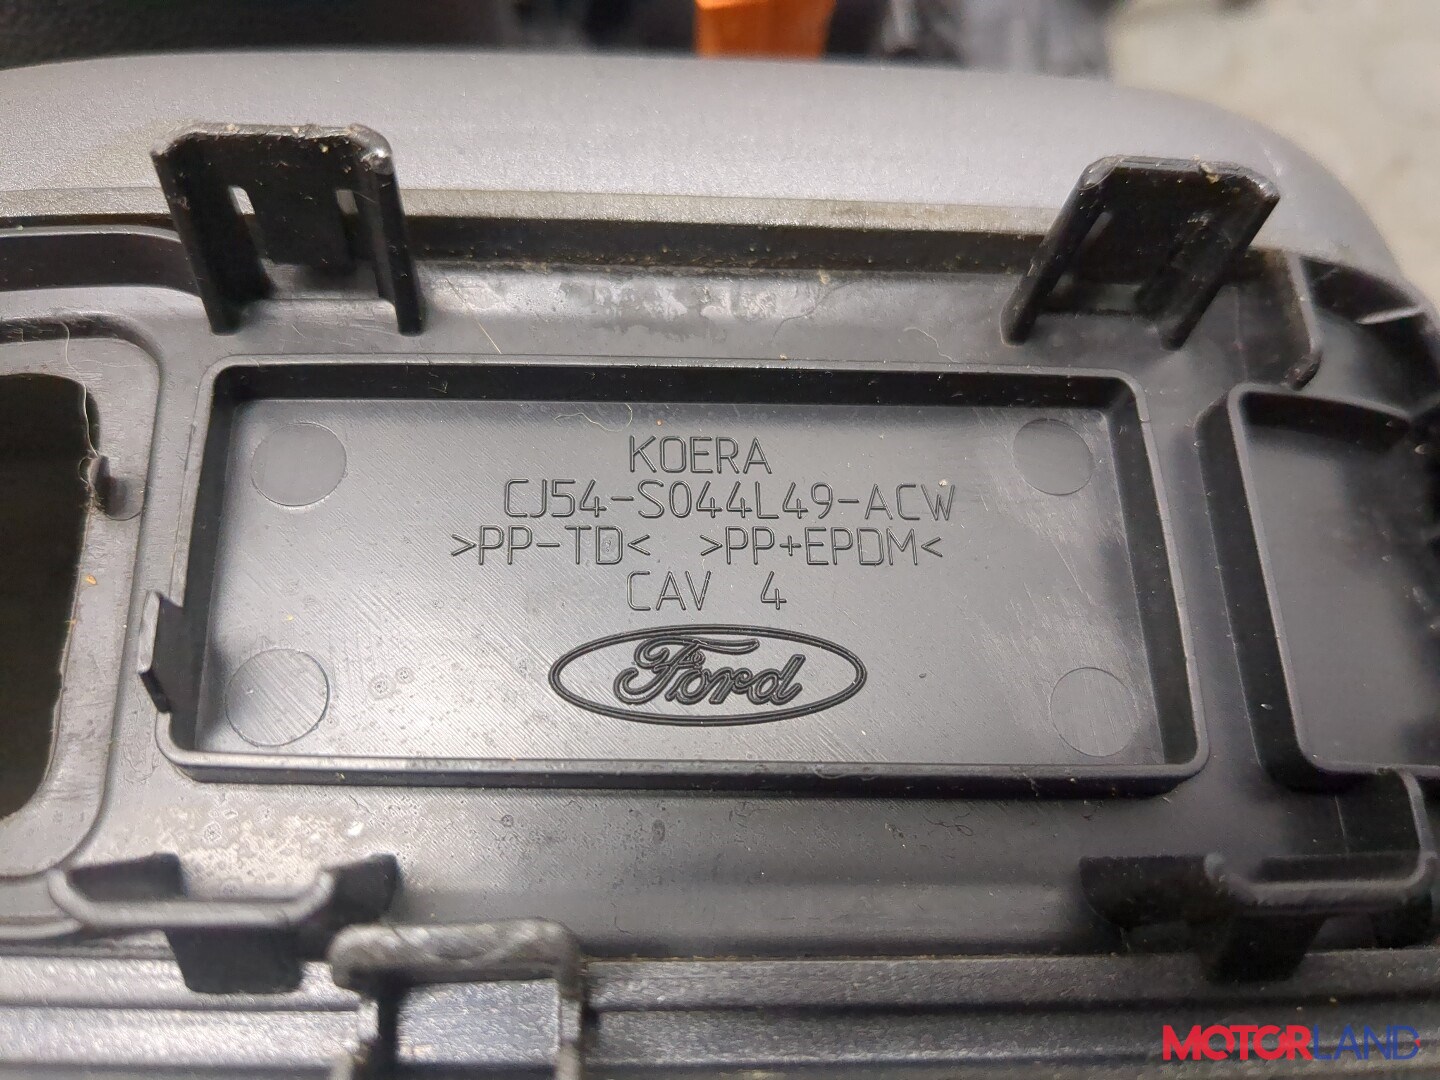 KOERA
CJ54-S044L49-ACW
>PP-TD< >PP+EPDM<
CAV 4
Ford
MOTORLAND